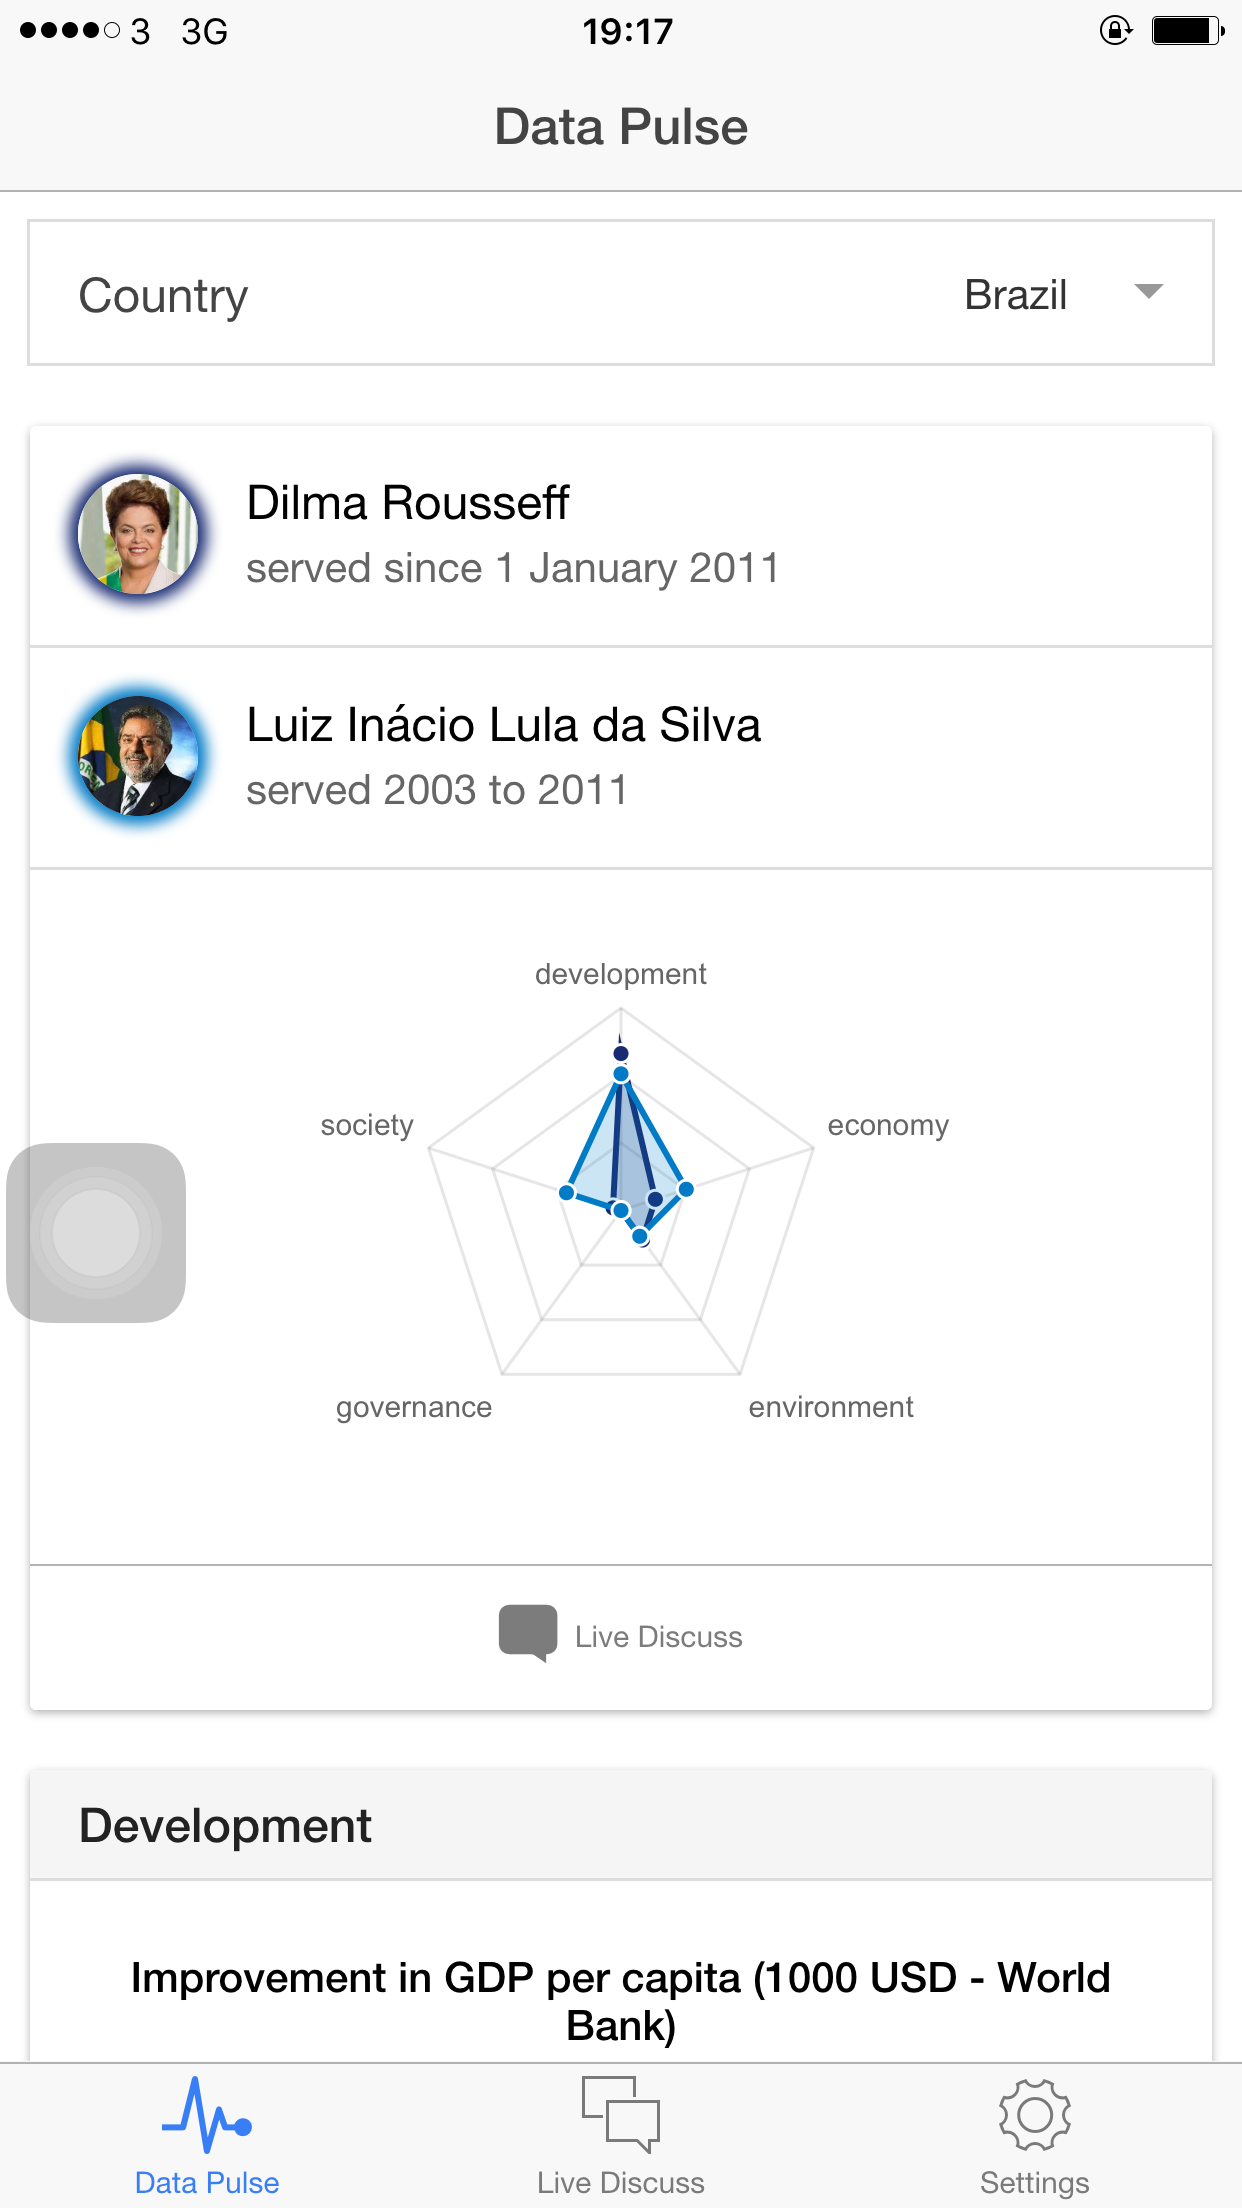 3 3G 19:17
Data Pulse
Country Brazil
Dilma Rousseff
served since 1 January 2011
Luiz Inácio Lula da Silva
served 2003 to 2011
development
society economy
governance environment
Live Discuss
Development
Improvement in GDP per capita (1000 USD - World
Bank)
Data Pulse Live Discuss Settings